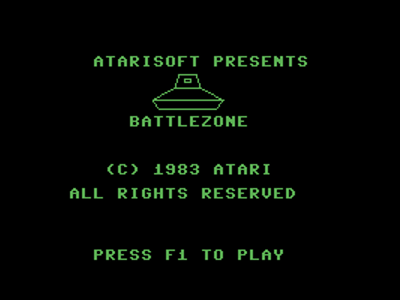 ATARISOFT PRESENTS
BATTLEZONE
(C) 1983 ATARI
ALL RIGHTS RESERVED
PRESS F1 TO PLAY